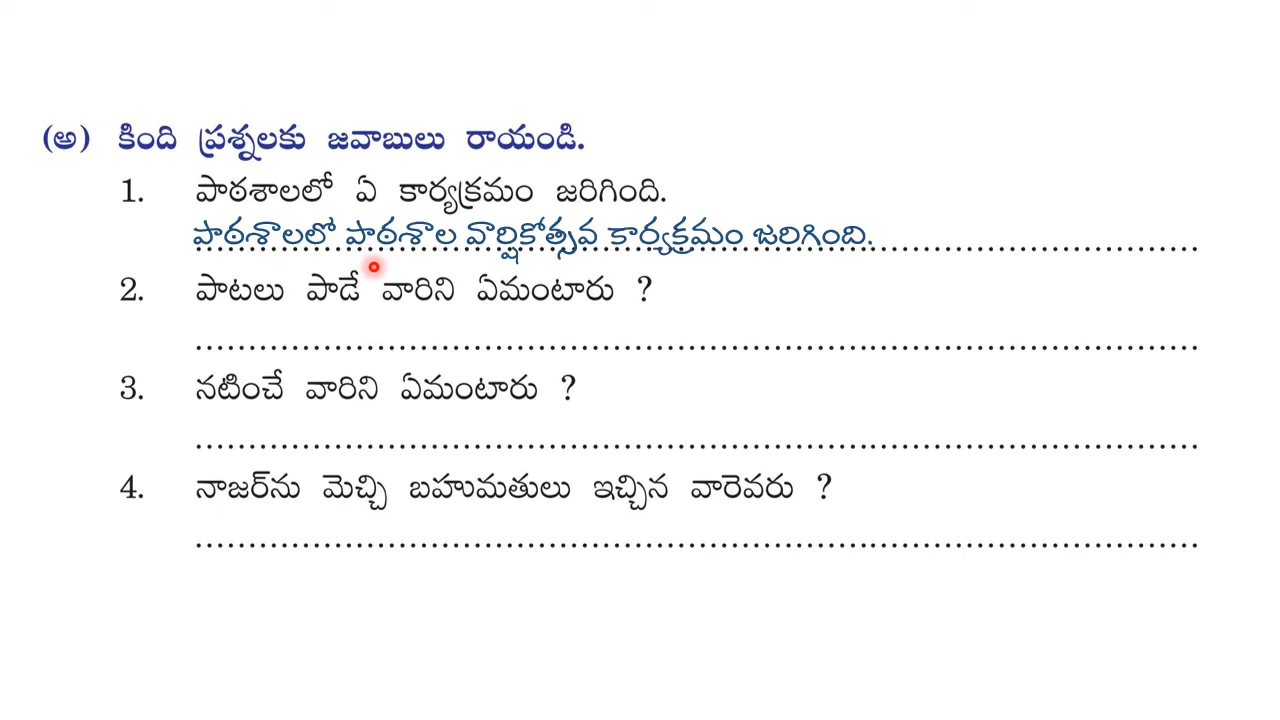 (అ) కింది ప్రశ్నలకు జవాబులు రాయండి.
1. పాఠశాలలో ఏ కార్యక్రమం జరిగింది.
పాఠశాలలో పాఠశాల వార్షికోత్సవ కార్యక్రమం జరిగింది.
2. పాటలు పాడే వారిని ఏమంటారు ?
3. నటించే వారిని ఏమంటారు ?
4. నాజర్‌ను మెచ్చి బహుమతులు ఇచ్చిన వారెవరు ?